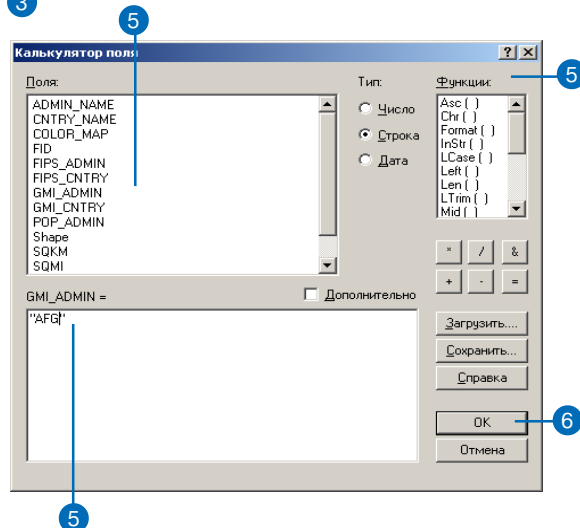 3
5
Калькулятор поля
Поля:
Тип:
Функции:
5
ADMIN_NAME
CNTRY_NAME
COLOR_MAP
FID
FIPS_ADMIN
FIPS_CNTRY
GMI_ADMIN
GMI_CNTRY
POP_ADMIN
Shape
SQKM
SQMI
Число
Строка
Дата
Asc ( )
Chr ( )
Format ( )
InStr ( )
LCase ( )
Left ( )
Len ( )
LTrim ( )
Mid ( )
* / &
+ - =
GMI_ADMIN =
Дополнительно
"AFG"
Загрузить....
Сохранить...
Справка
OK
6
Отмена
5